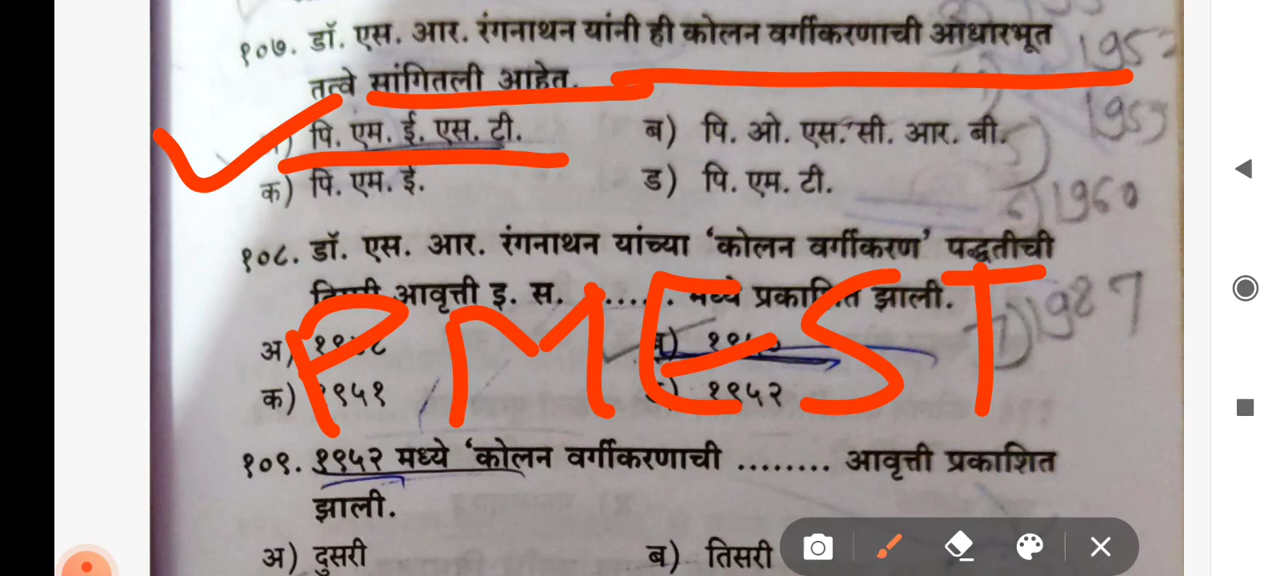 १०७. डॉ. एस. आर. रंगनाथन यांनी ही कोलन वर्गीकरणाची आधारभूत
तत्वे सांगितली आहेत.
पि. एम. ई. एस. टी. ब) पि. ओ. एस. सी. आर. बी.
क) पि. एम. ई. ड) पि. एम. टी.
१०८. डॉ. एस. आर. रंगनाथन यांच्या ‘कोलन वर्गीकरण’ पद्धतीची
आवृत्ती इ. स. ...... मध्ये प्रकाशित झाली.
अ) ब)
क) १९५१ १९५२
PMEST
१०९. १९५२ मध्ये ‘कोलन वर्गीकरणाची ........ आवृत्ती प्रकाशित
झाली.
अ) दुसरी ब) तिसरी
1953
1960
7) 1987